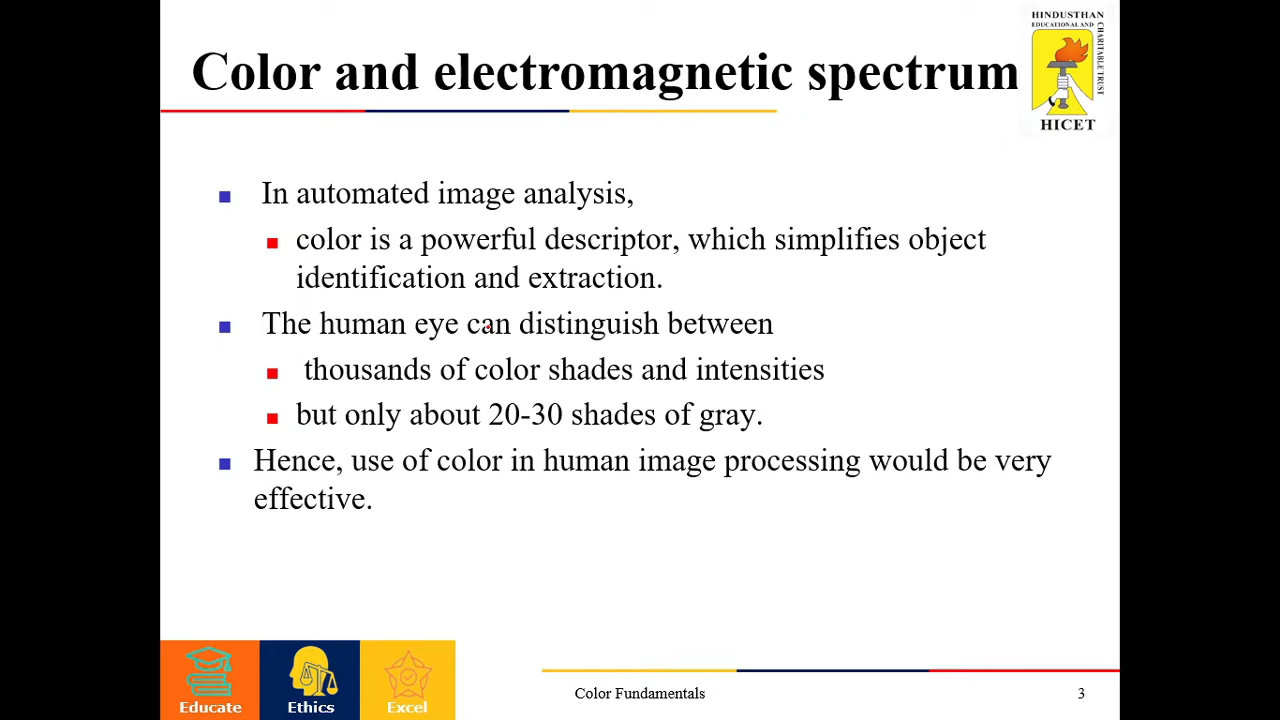 HINDUSTHAN
EDUCATIONAL AND
CHARITABLE TRUST
HICET
Color and electromagnetic spectrum
In automated image analysis,
color is a powerful descriptor, which simplifies object
identification and extraction.
The human eye can distinguish between
thousands of color shades and intensities
but only about 20-30 shades of gray.
Hence, use of color in human image processing would be very
effective.
Educate
Ethics
Excel
Color Fundamentals
3